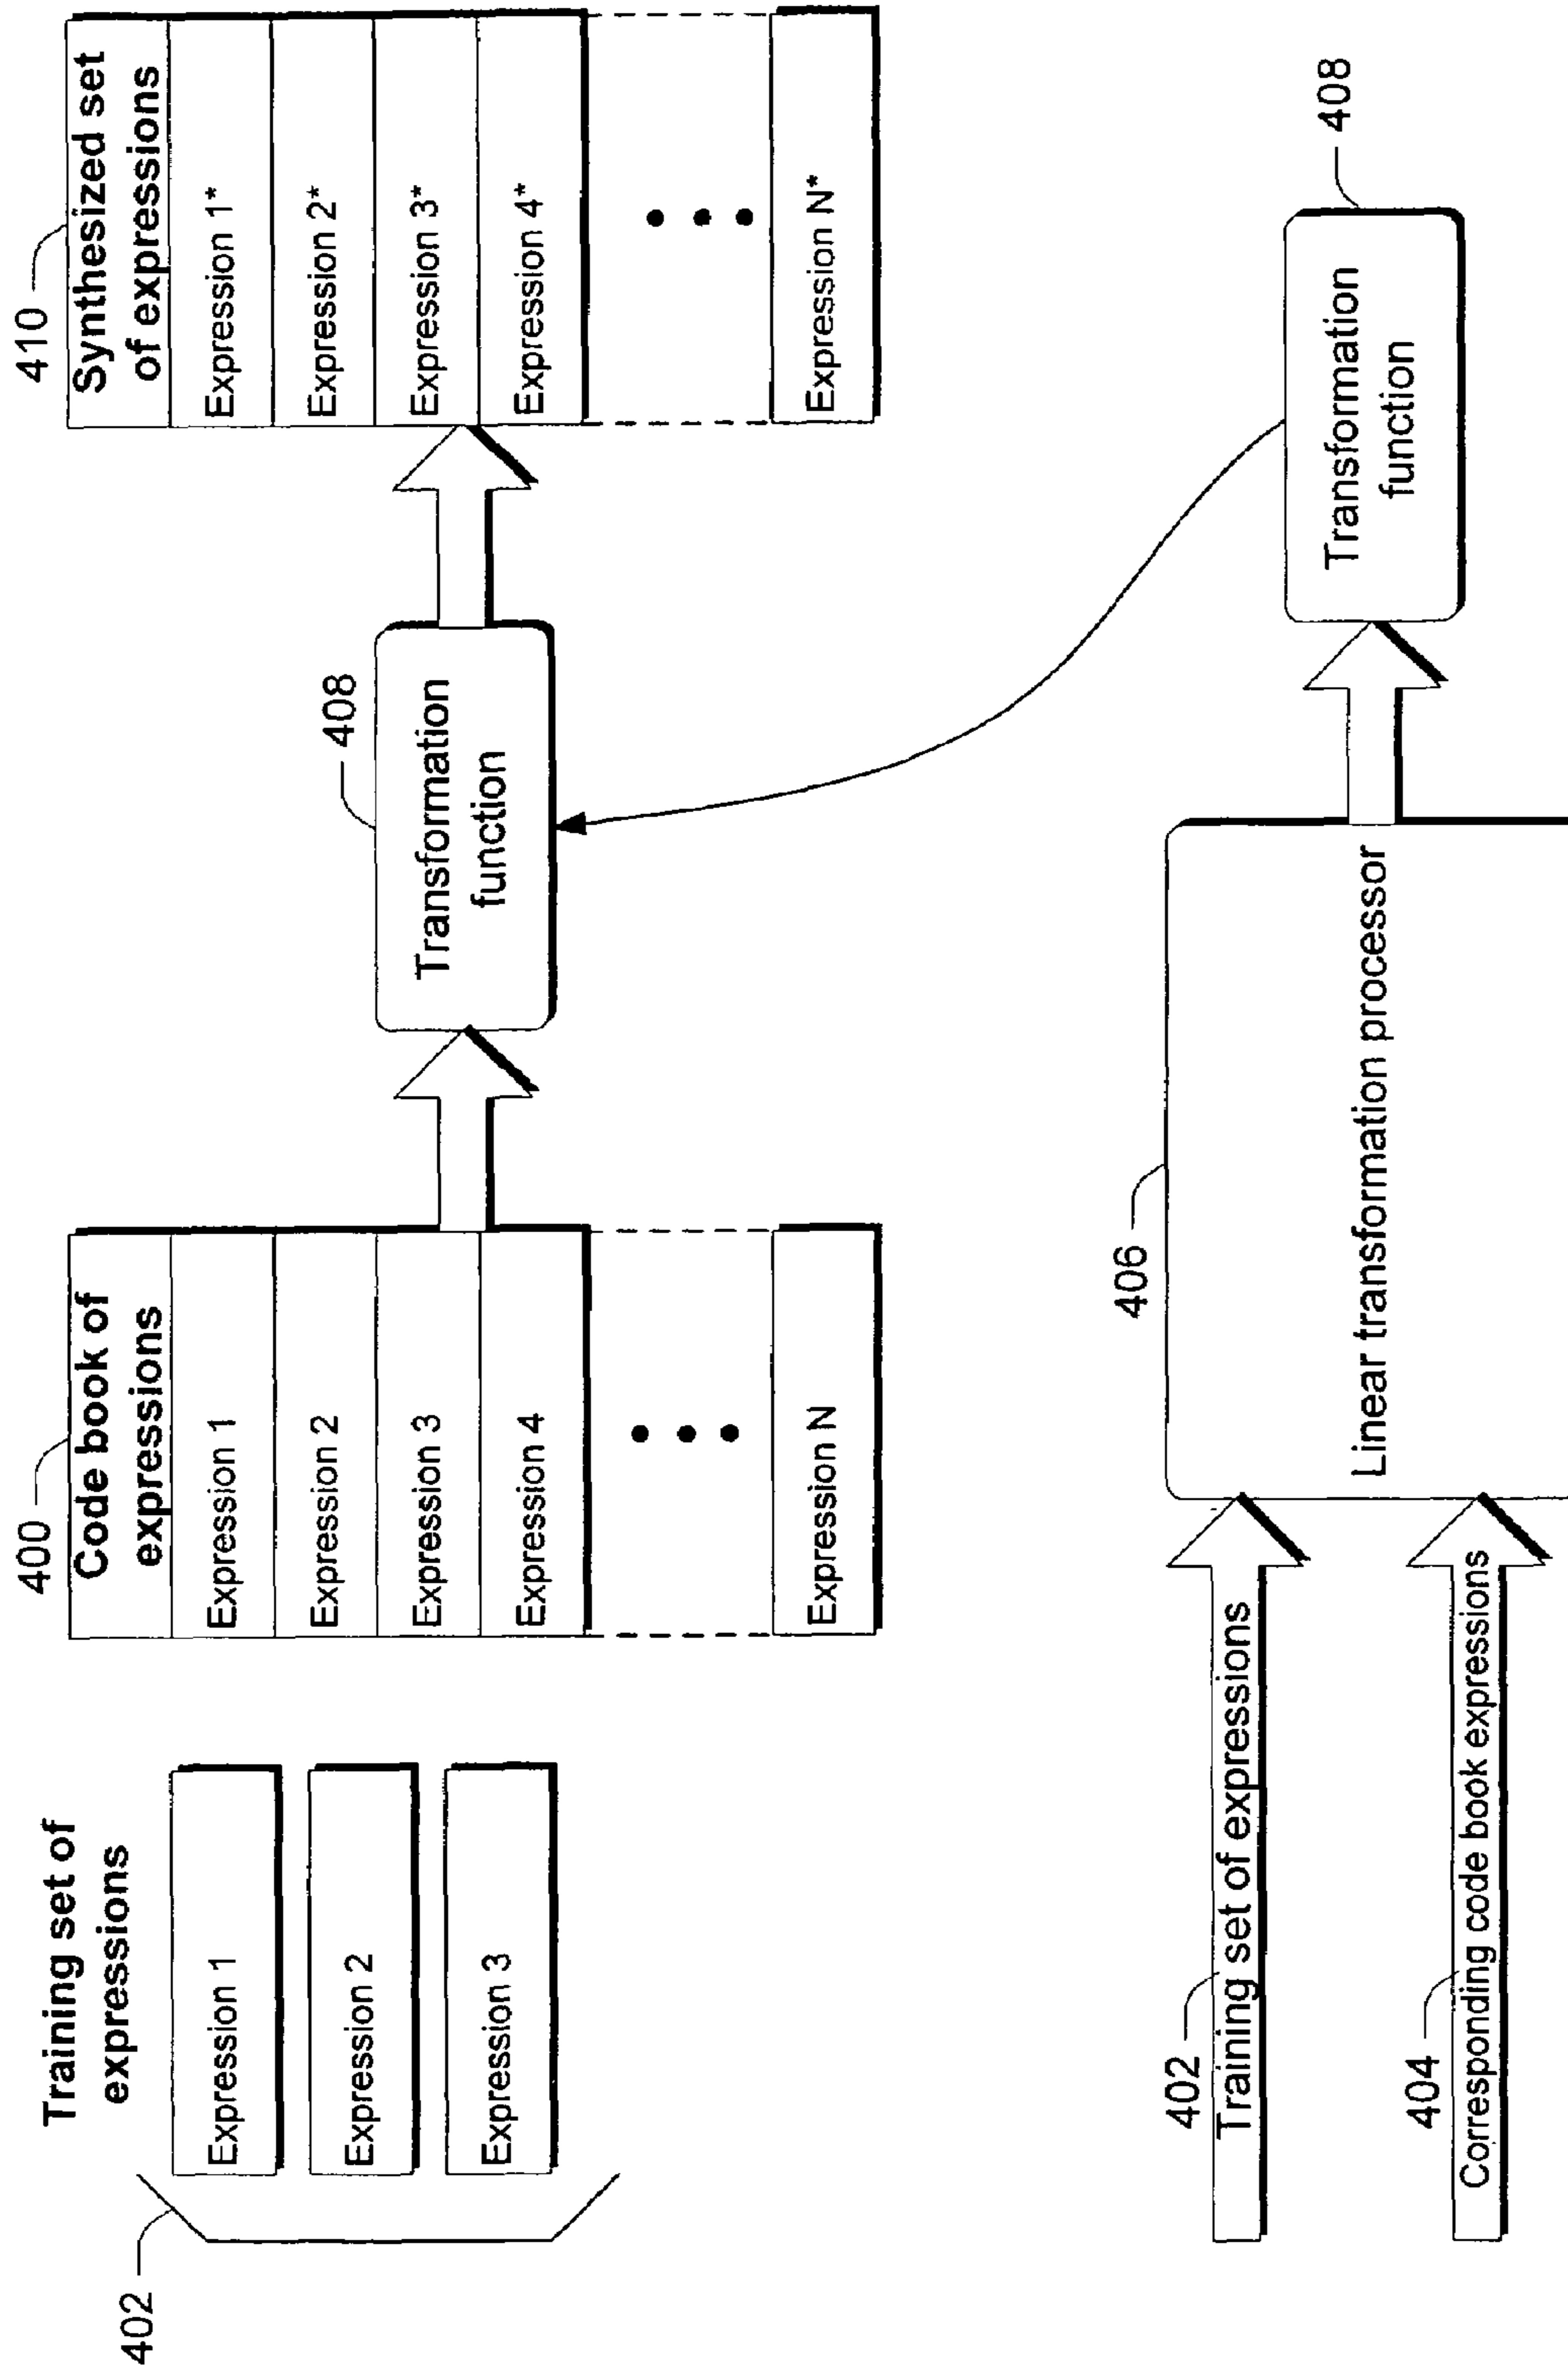 Training set of
expressions
402
Expression 1
Expression 2
Expression 3
400
Code book of
expressions
Expression 1
Expression 2
Expression 3
Expression 4
Expression N
408
Transformation
function
410
Synthesized set
of expressions
Expression 1*
Expression 2*
Expression 3*
Expression 4*
Expression N*
402
Training set of expressions
404
Corresponding code book expressions
406
Linear transformation processor
408
Transformation
function